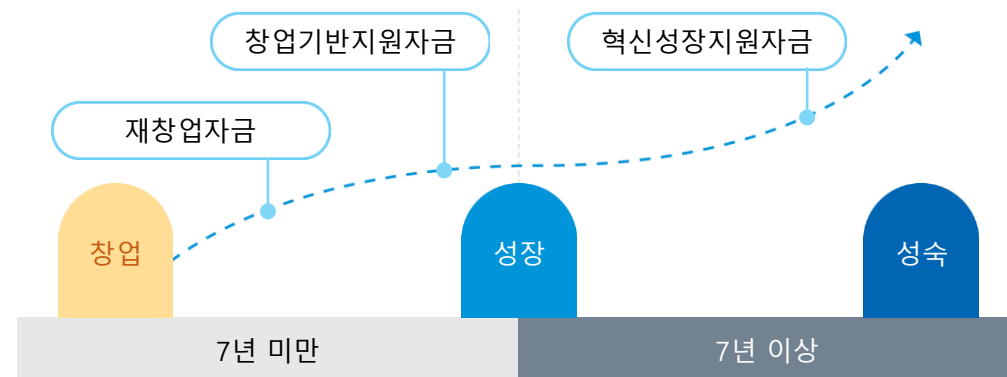 창업기반지원자금
혁신성장지원자금
재창업자금
창업
성장
성숙
7년 미만
7년 이상